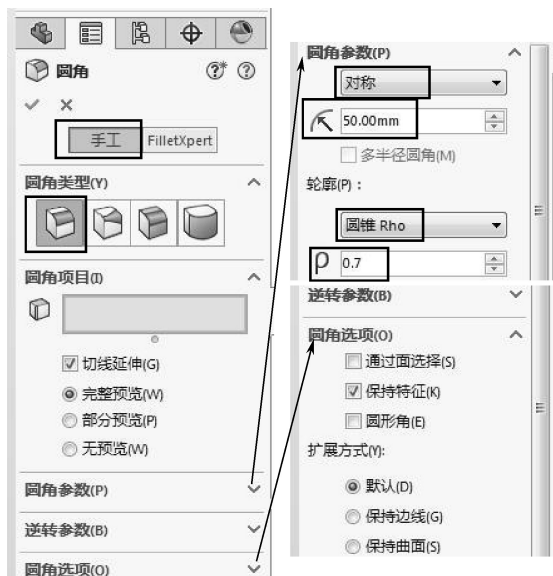 圆角
手工 FilletXpert
圆角类型(Y)
圆角项目(I)
切线延伸(G)
完整预览(W)
部分预览(P)
无预览(W)
圆角参数(P)
逆转参数(B)
圆角选项(O)
圆角参数(P)
对称
50.00mm
多半径圆角(M)
轮廓(P)：
圆锥 Rho
ρ 0.7
逆转参数(B)
圆角选项(O)
通过面选择(S)
保持特征(K)
圆形角(E)
扩展方式(Y):
默认(D)
保持边线(G)
保持曲面(S)